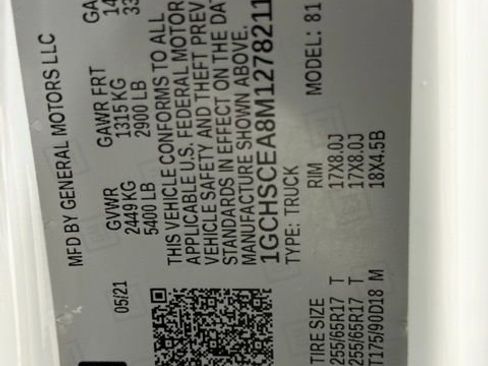 MFD BY GENERAL MOTORS LLC
05/21
GVWR
2449 KG
5400 LB
GAWR FRT
1315 KG
2900 LB
THIS VEHICLE CONFORMS TO ALL
APPLICABLE U.S. FEDERAL MOTOR
VEHICLE SAFETY AND THEFT PREV
STANDARDS IN EFFECT ON THE DA
MANUFACTURE SHOWN ABOVE.
1GCHSCEA8M1278211
TYPE: TRUCK MODEL: 81
TIRE SIZE RIM
255/65R17 T 17X8.0J
255/65R17 T 17X8.0J
T175/90D18 M 18X4.5B